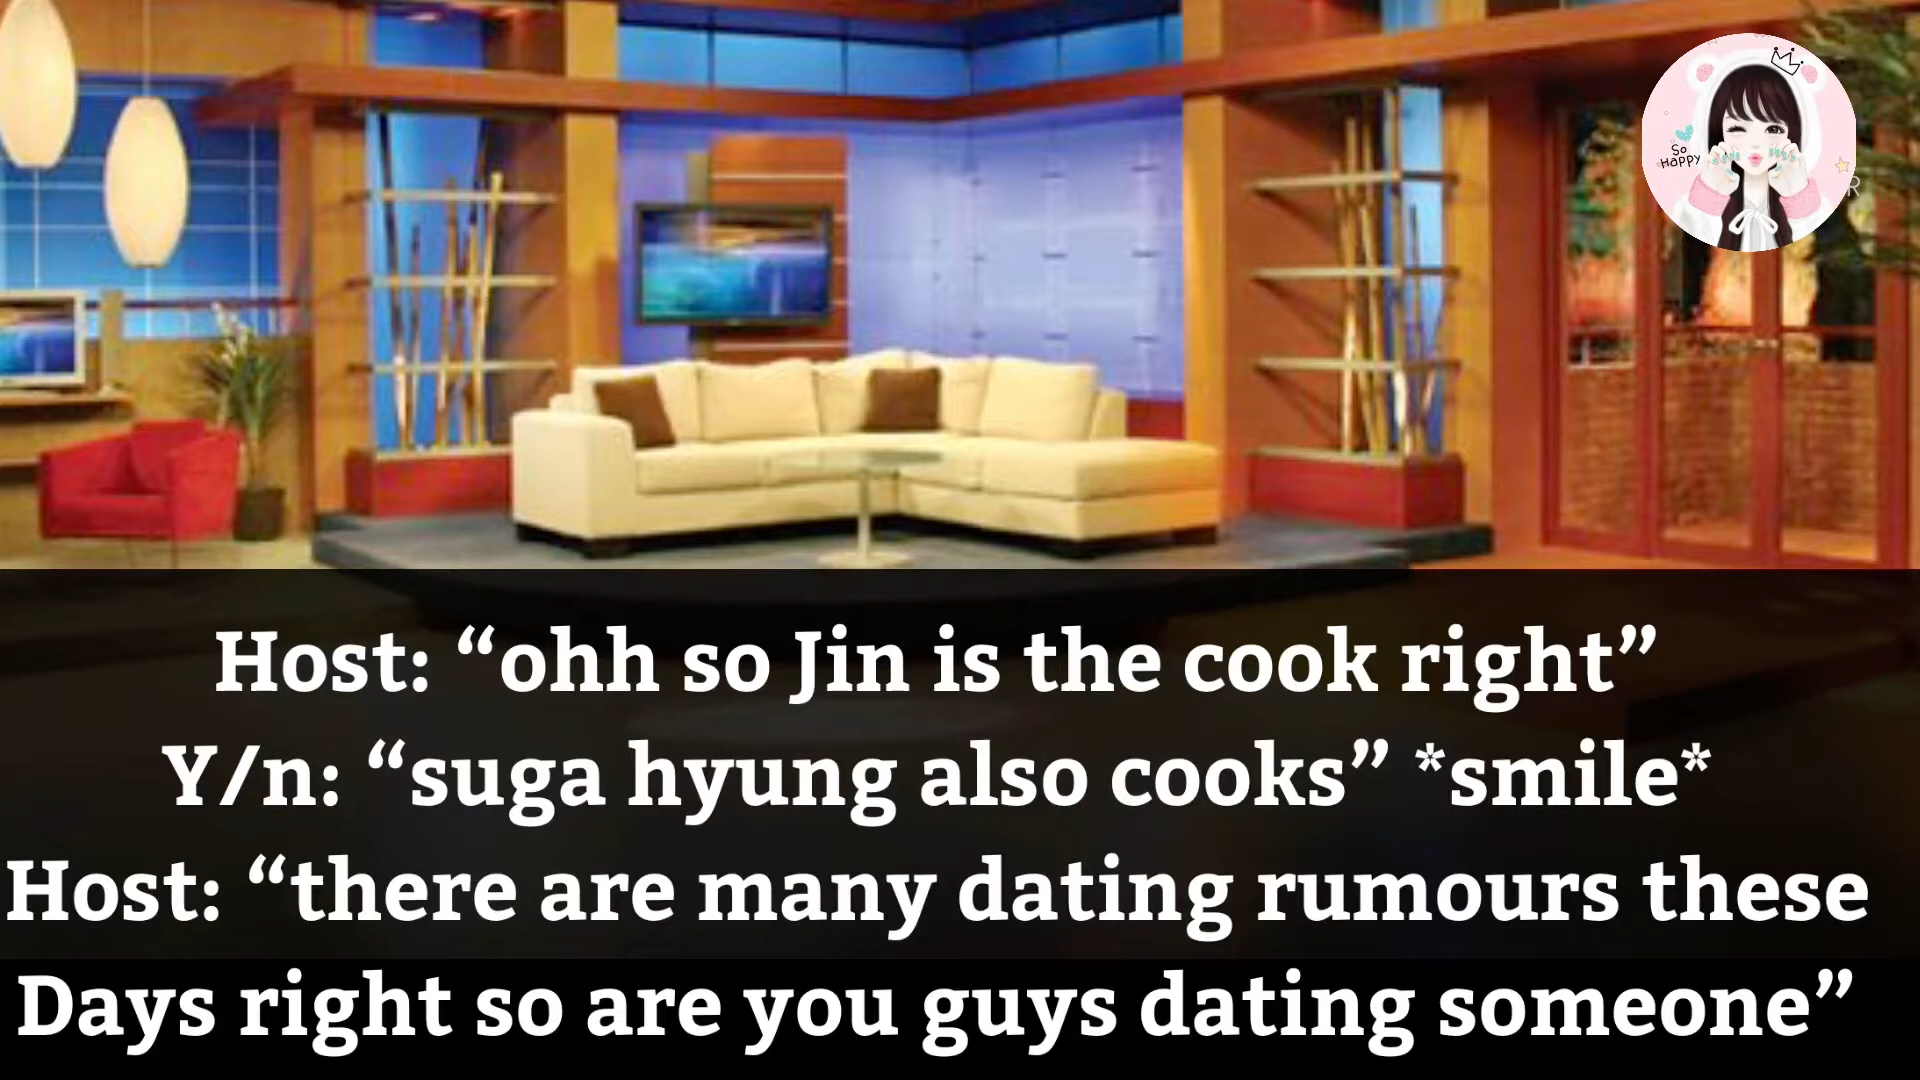 So
Happy
R
Host: “ohh so Jin is the cook right”
Y/n: “suga hyung also cooks” *smile*
Host: “there are many dating rumours these
Days right so are you guys dating someone”